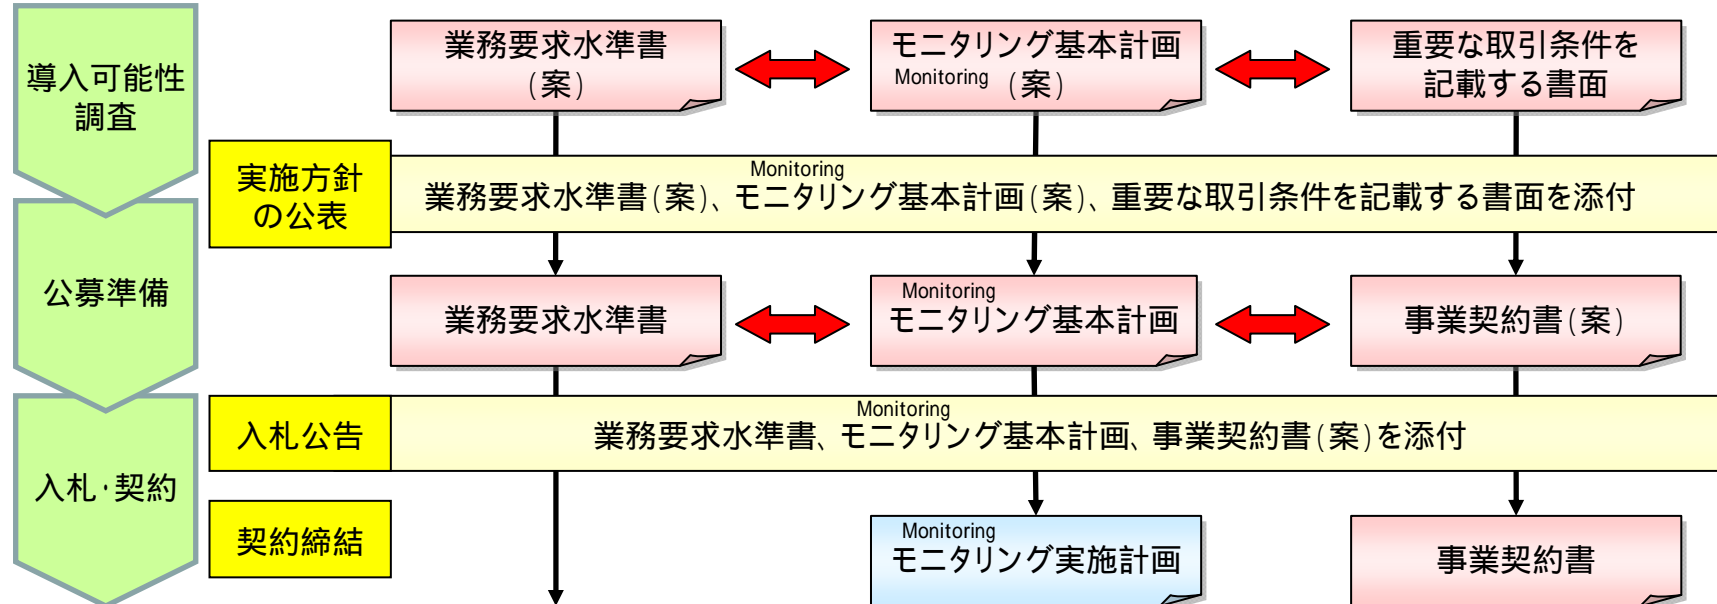 導入可能性
調査
業務要求水準書
(案)
モニタリング基本計画
Monitoring (案)
重要な取引条件を
記載する書面
実施方針
の公表
Monitoring
業務要求水準書(案)、モニタリング基本計画(案)、重要な取引条件を記載する書面を添付
公募準備
業務要求水準書
Monitoring
モニタリング基本計画
事業契約書(案)
入札・契約
入札公告
Monitoring
業務要求水準書、モニタリング基本計画、事業契約書(案)を添付
契約締結
Monitoring
モニタリング実施計画
事業契約書